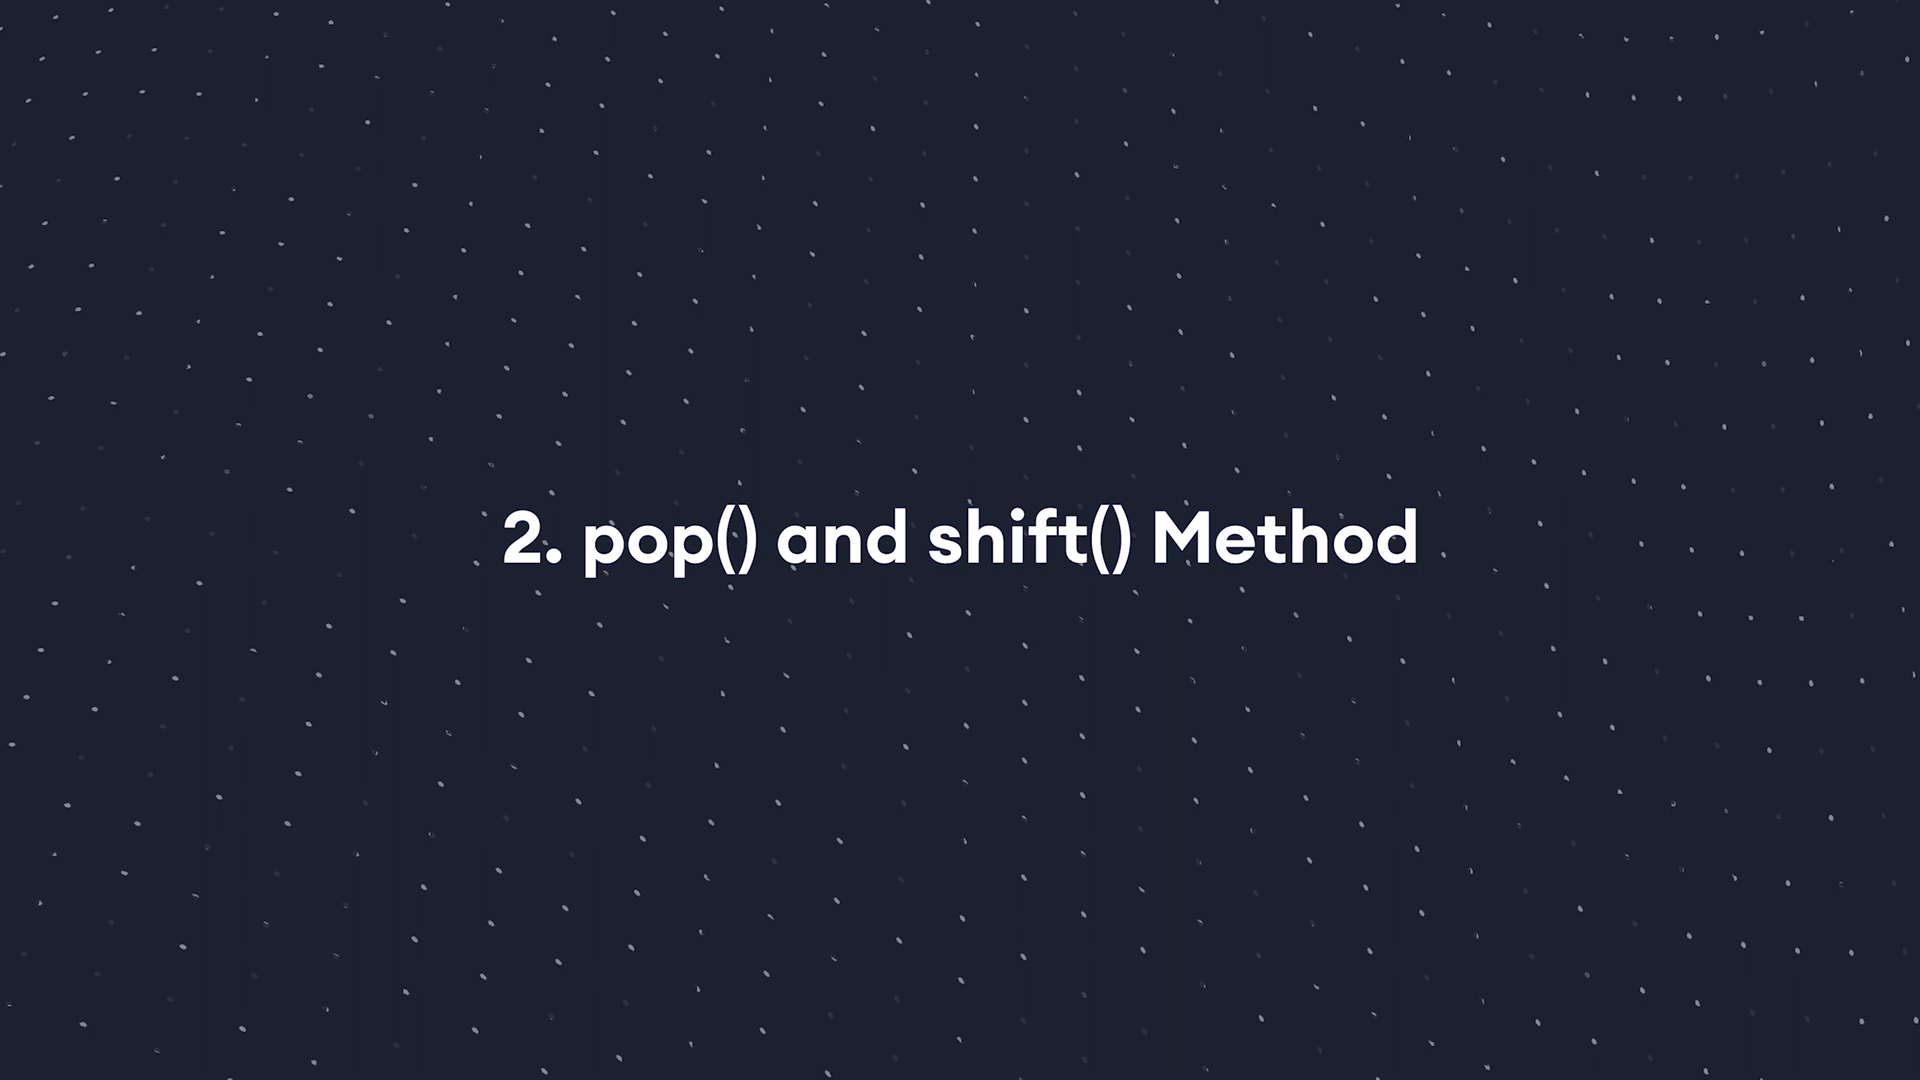 2. pop() and shift() Method